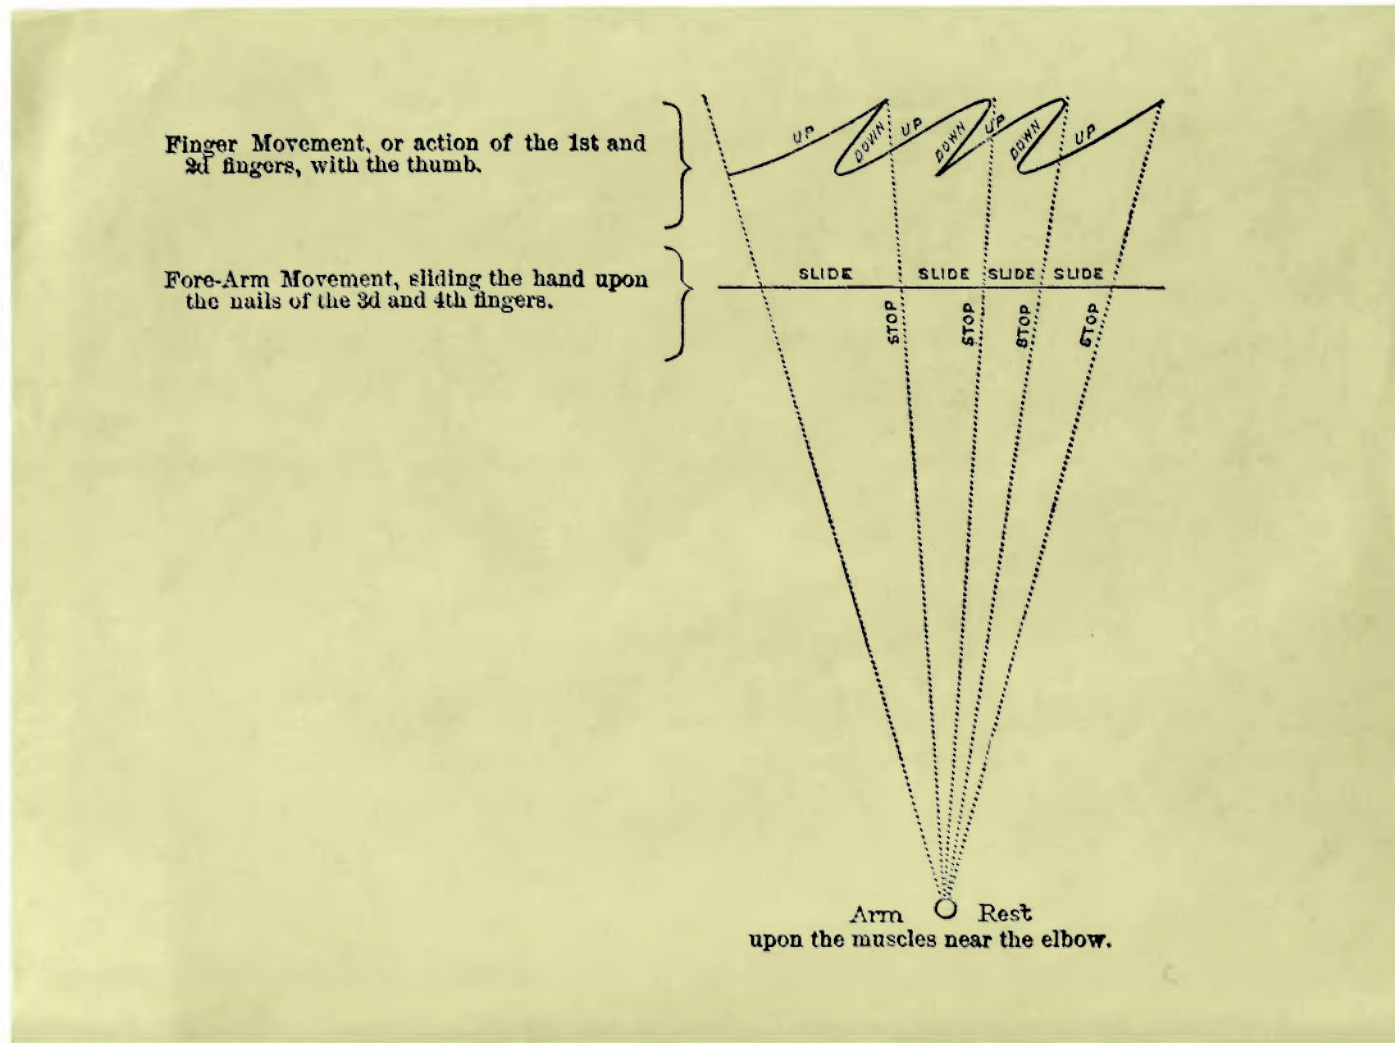 Finger Movement, or action of the 1st and
2d fingers, with the thumb.
UP DOWN UP DOWN UP DOWN UP
Fore-Arm Movement, sliding the hand upon
the nails of the 3d and 4th fingers.
SLIDE SLIDE SLIDE SLIDE
STOP STOP STOP STOP
Arm Rest
upon the muscles near the elbow.